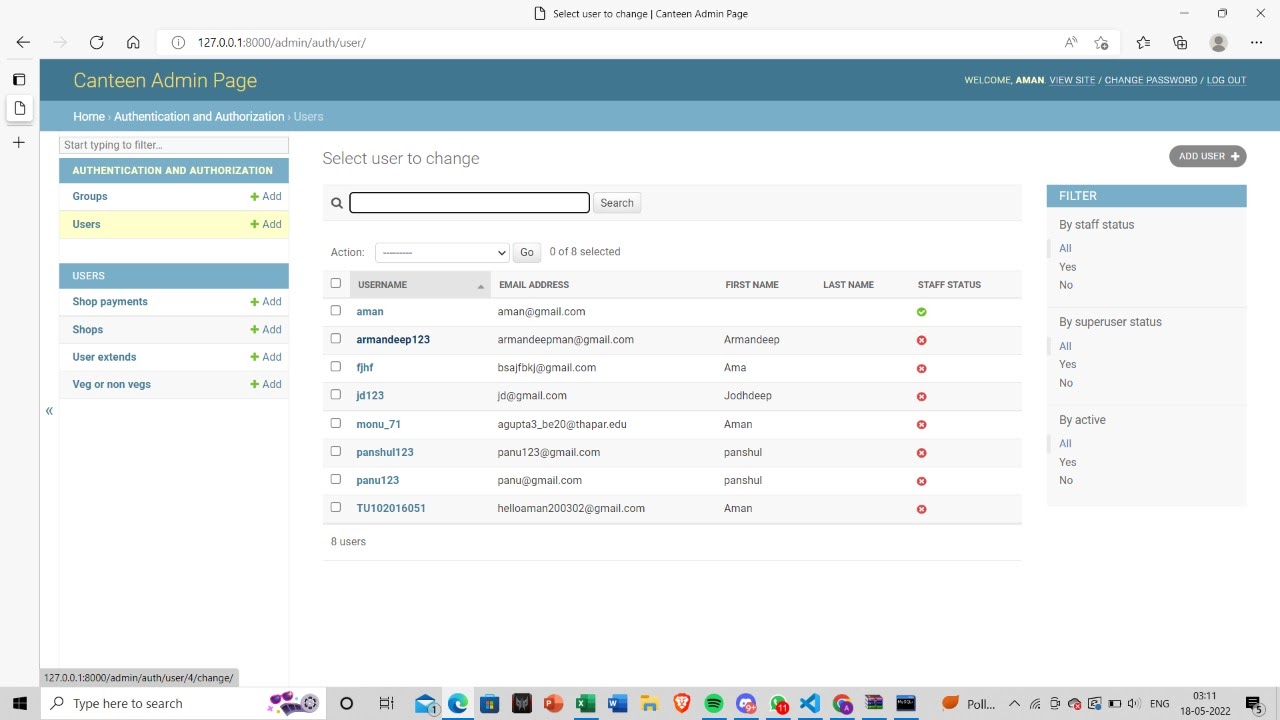 Select user to change | Canteen Admin Page
127.0.0.1:8000/admin/auth/user/
Canteen Admin Page
WELCOME, AMAN. VIEW SITE / CHANGE PASSWORD / LOG OUT
Home › Authentication and Authorization › Users
Start typing to filter...
AUTHENTICATION AND AUTHORIZATION
Groups + Add
Users + Add
USERS
Shop payments + Add
Shops + Add
User extends + Add
Veg or non vegs + Add
«
Select user to change
ADD USER +
Search
Action: --------- Go 0 of 8 selected
USERNAME EMAIL ADDRESS FIRST NAME LAST NAME STAFF STATUS
aman aman@gmail.com
armandeep123 armandeepman@gmail.com Armandeep
fjhf bsajfbkj@gmail.com Ama
jd123 jd@gmail.com Jodhdeep
monu_71 agupta3_be20@thapar.edu Aman
panshul123 panu123@gmail.com panshul
panu123 panu@gmail.com panshul
TU102016051 helloaman200302@gmail.com Aman
8 users
FILTER
By staff status
All
Yes
No
By superuser status
All
Yes
No
By active
All
Yes
No
127.0.0.1:8000/admin/auth/user/4/change/
Type here to search
1
9+
11
Poll...
ENG
03:11
18-05-2022
5